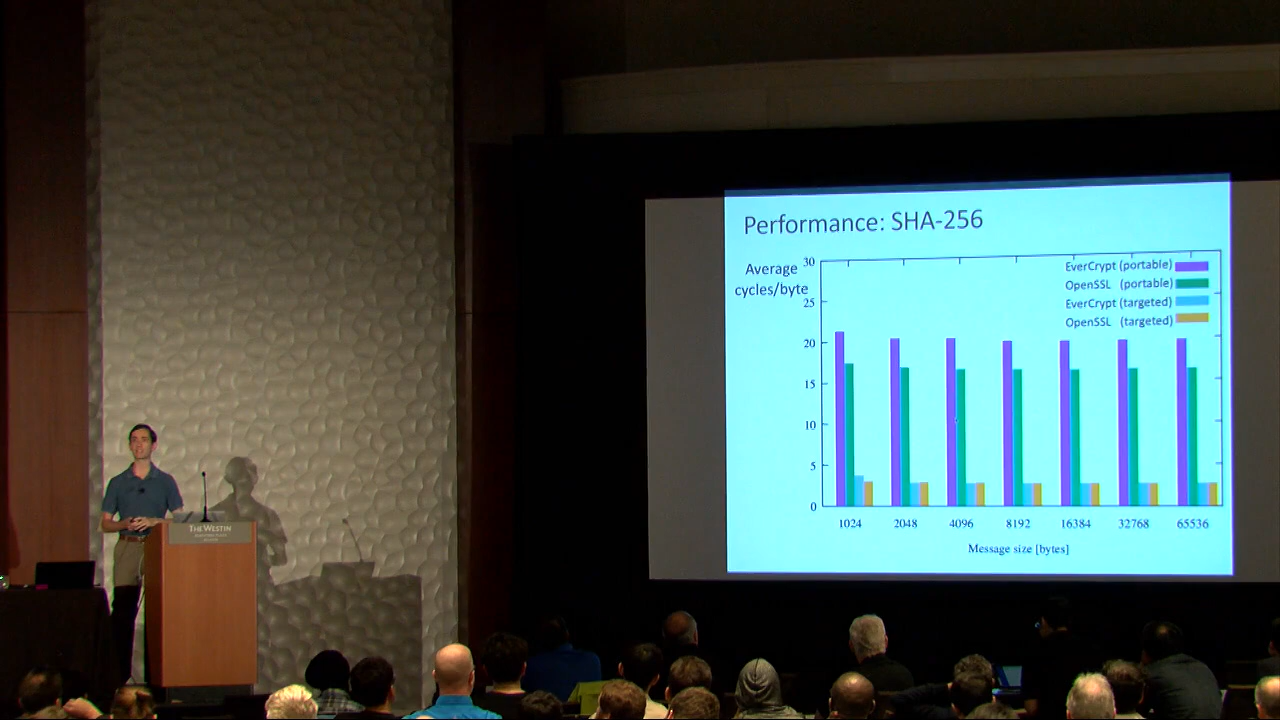 THE WESTIN
Performance: SHA-256
Average
cycles/byte
30
25
20
15
10
5
0
EverCrypt (portable)
OpenSSL (portable)
EverCrypt (targeted)
OpenSSL (targeted)
1024 2048 4096 8192 16384 32768 65536
Message size [bytes]